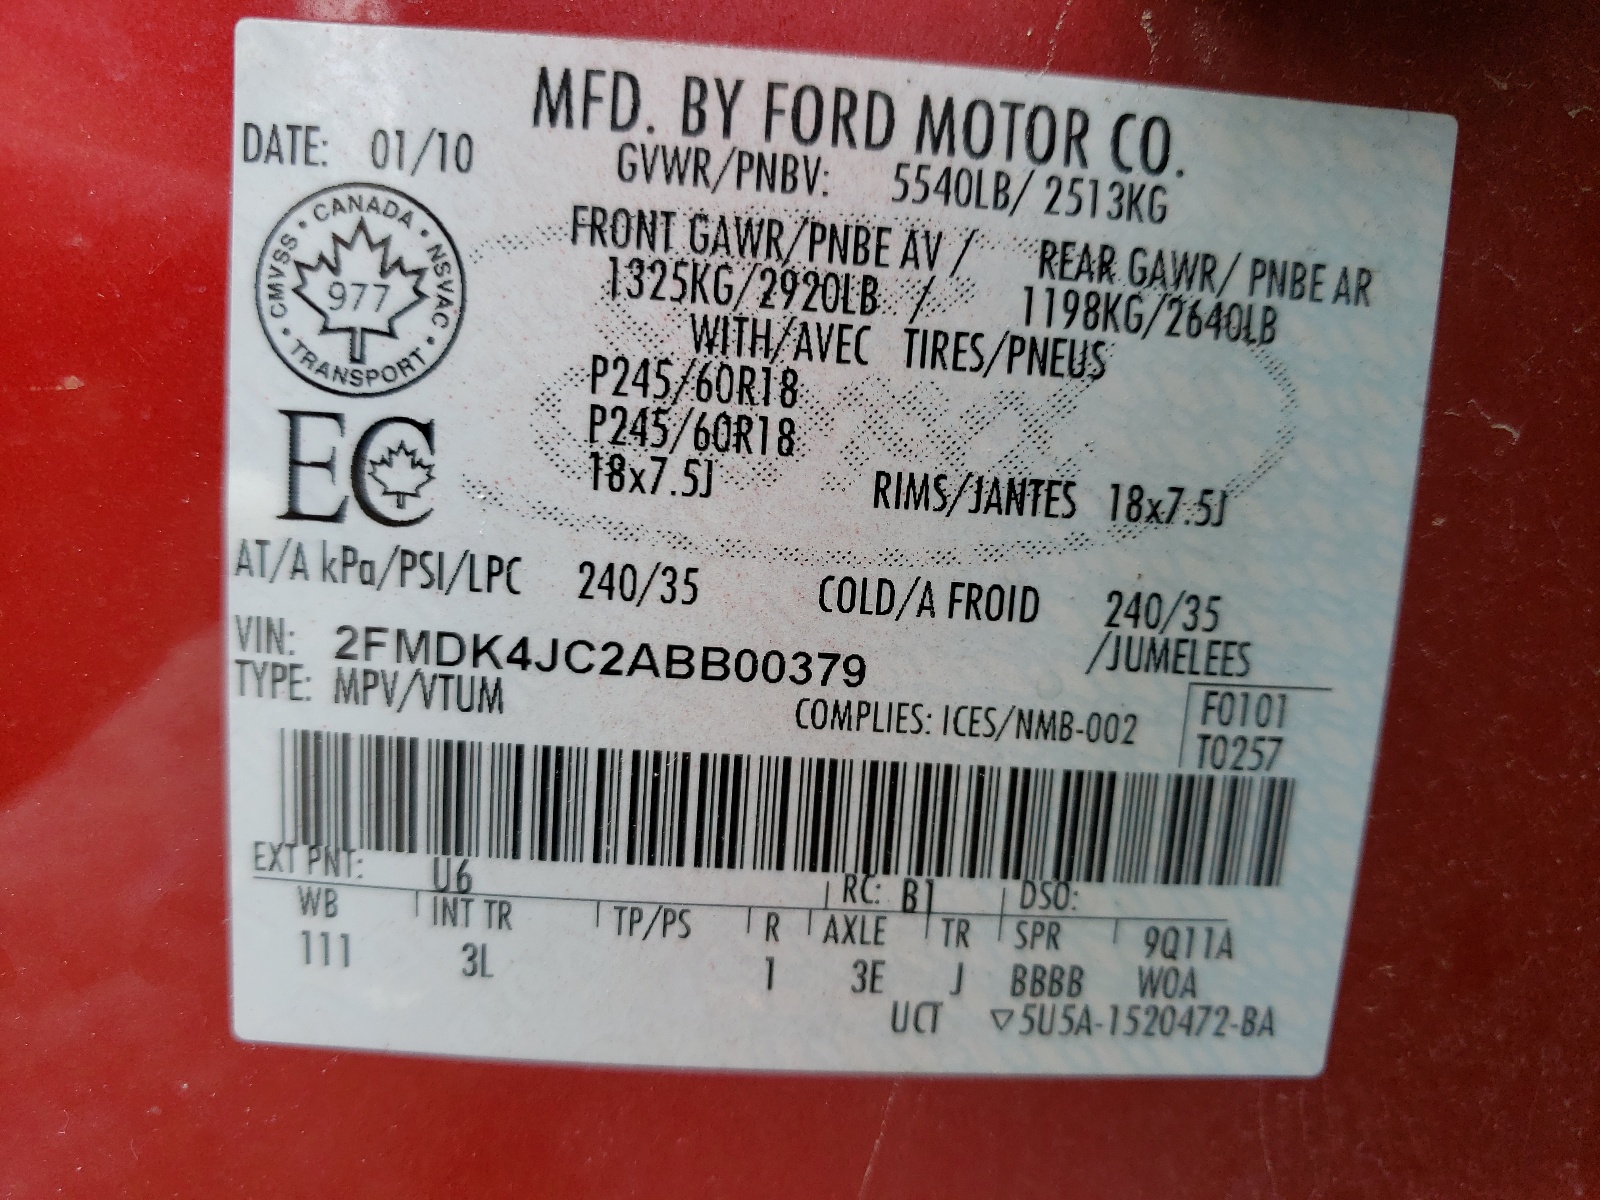 MFD. BY FORD MOTOR CO.
DATE: 01/10
GVWR/PNBV: 5540LB/ 2513KG
FRONT GAWR/PNBE AV / REAR GAWR/ PNBE AR
1325KG/2920LB / 1198KG/2640LB
WITH/AVEC TIRES/PNEUS
P245/60R18
P245/60R18
18x7.5J RIMS/JANTES 18x7.5J
CANADA • NSVAC • TRANSPORT • CMVSS •
977
EC
AT/A kPa/PSI/LPC 240/35 COLD/A FROID 240/35
/JUMELEES
VIN: 2FMDK4JC2ABB00379
TYPE: MPV/VTUM
COMPLIES: ICES/NMB-002
F0101
T0257
EXT PNT: U6 RC: B1 DSO:
WB INT TR TP/PS R AXLE TR SPR 9Q11A
111 3L 1 3E J BBBB WOA
UCT ▽5U5A-1520472-BA